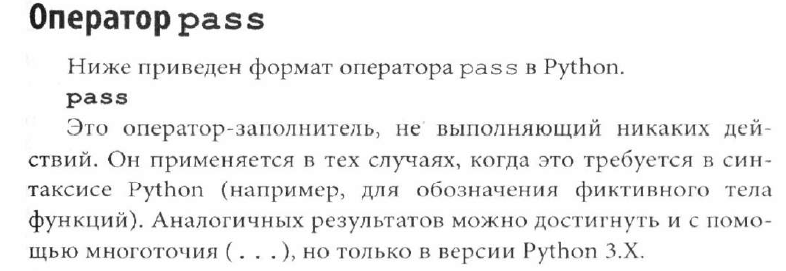 Оператор pass
Ниже приведен формат оператора pass в Python.
pass
Это оператор-заполнитель, не выполняющий никаких дей-
ствий. Он применяется в тех случаях, когда это требуется в син-
таксисе Python (например, для обозначения фиктивного тела
функций). Аналогичных результатов можно достигнуть и с помо-
щью многоточия (...), но только в версии Python 3.X.